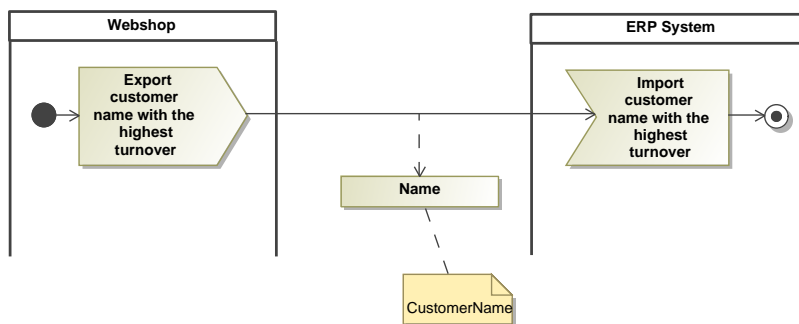 Webshop
ERP System
Export
customer
name with the
highest
turnover
Import
customer
name with the
highest
turnover
Name
CustomerName